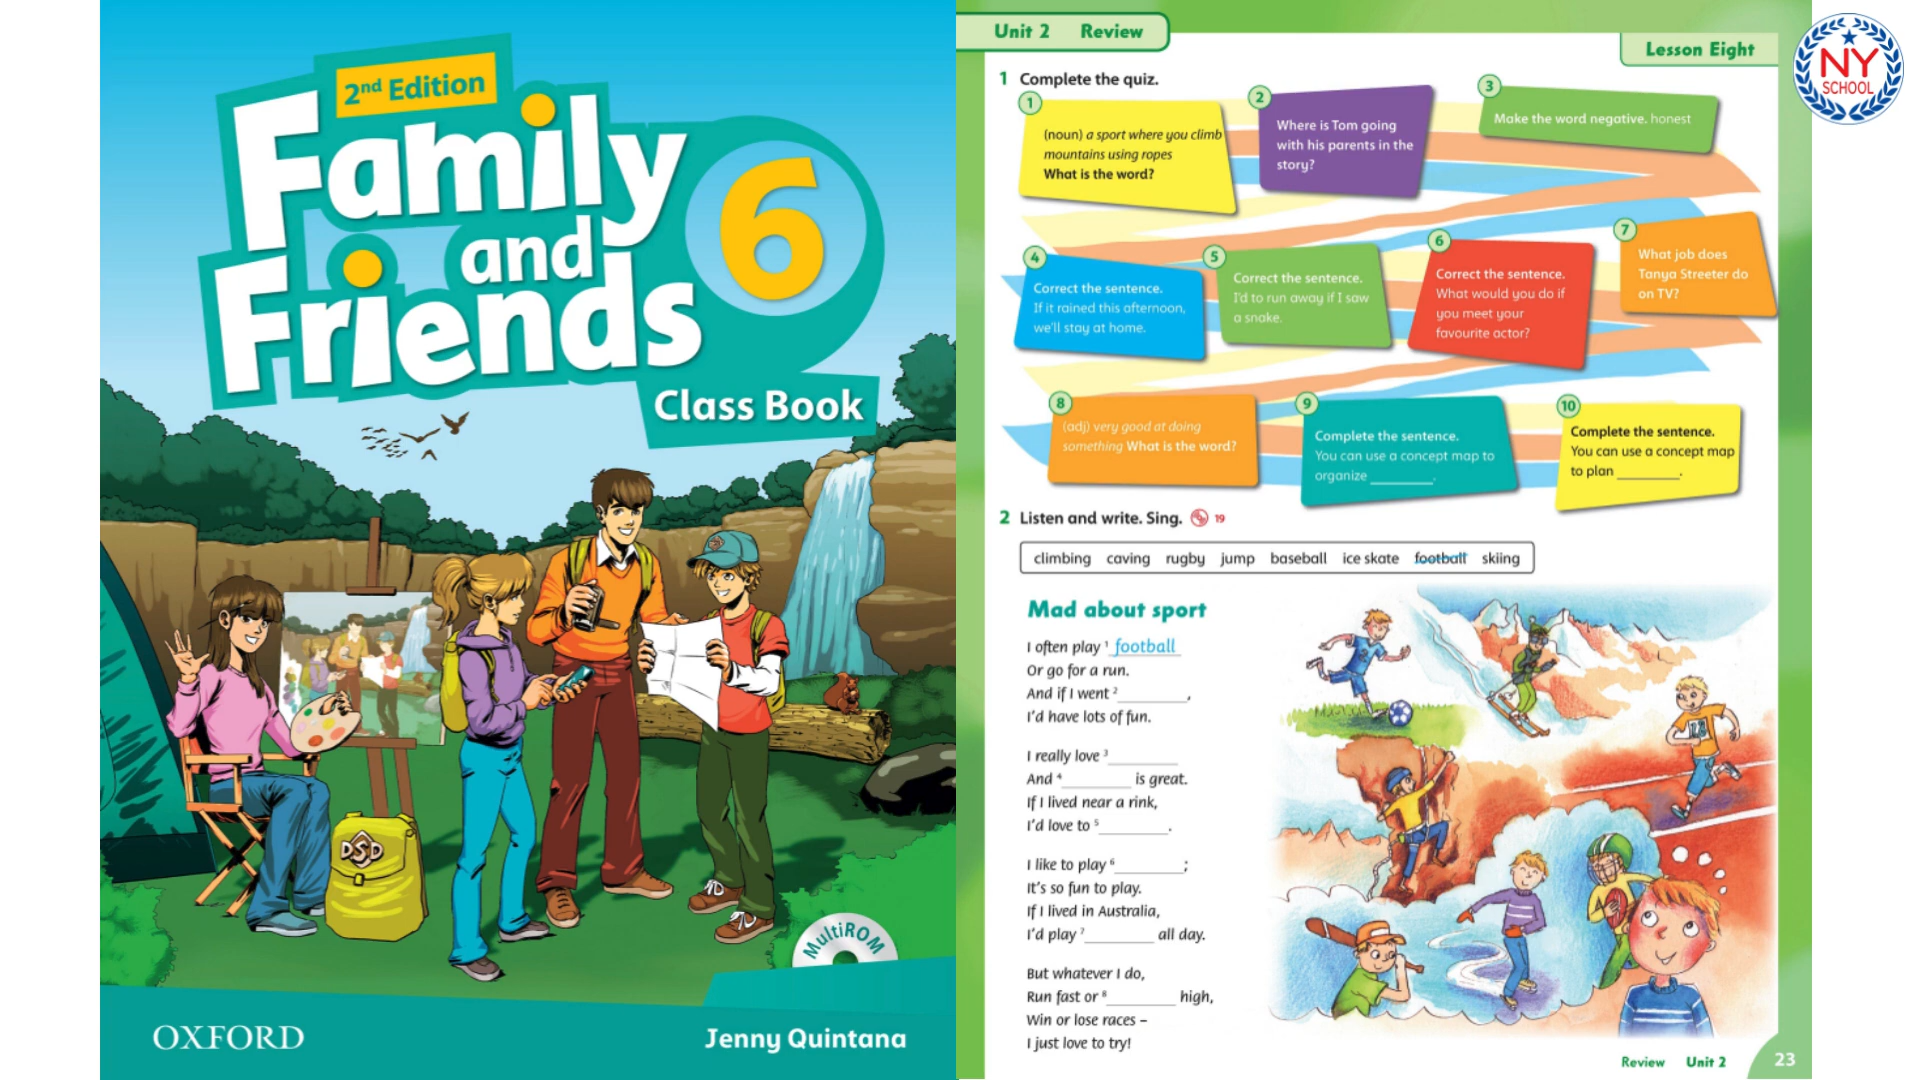 2nd Edition
Family
and
Friends
6
Class Book
DSD
MultiROM
OXFORD
Jenny Quintana
Unit 2 Review
Lesson Eight
NY
SCHOOL
1 Complete the quiz.
1
(noun) a sport where you climb
mountains using ropes
What is the word?
2
Where is Tom going
with his parents in the
story?
3
Make the word negative. honest
4
Correct the sentence.
If it rained this afternoon,
we'll stay at home.
5
Correct the sentence.
I'd to run away if I saw
a snake.
6
Correct the sentence.
What would you do if
you meet your
favourite actor?
7
What job does
Tanya Streeter do
on TV?
8
(adj) very good at doing
something What is the word?
9
Complete the sentence.
You can use a concept map to
organize ________.
10
Complete the sentence.
You can use a concept map
to plan ________.
2 Listen and write. Sing. 19
climbing caving rugby jump baseball ice skate football skiing
Mad about sport
I often play 1 football
Or go for a run.
And if I went 2 ________,
I'd have lots of fun.
I really love 3 ________
And 4 ________ is great.
If I lived near a rink,
I'd love to 5 ________.
I like to play 6 ________;
It's so fun to play.
If I lived in Australia,
I'd play 7 ________ all day.
But whatever I do,
Run fast or 8 ________ high,
Win or lose races –
I just love to try!
18
Review Unit 2 23